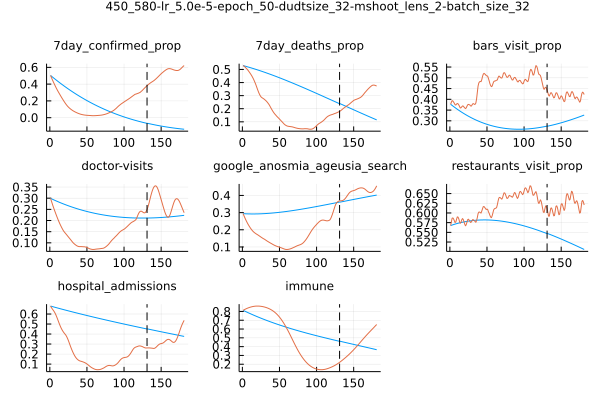 450_580-lr_5.0e-5-epoch_50-dudtsize_32-mshoot_lens_2-batch_size_32
7day_confirmed_prop 7day_deaths_prop bars_visit_prop
0.6 0.5 0.55
0.4 0.4 0.50
0.2 0.3 0.45
0.0 0.2 0.40
0.1 0.35
0.30
0 50 100 150 0 50 100 150 0 50 100 150
doctor-visits google_anosmia_ageusia_search restaurants_visit_prop
0.35 0.4 0.650
0.30 0.3 0.625
0.25 0.2 0.600
0.20 0.1 0.575
0.15 0.550
0.10 0.525
0 50 100 150 0 50 100 150 0 50 100 150
hospital_admissions immune
0.6 0.8
0.5 0.7
0.4 0.6
0.3 0.5
0.2 0.4
0.1 0.3
0.2
0 50 100 150 0 50 100 150